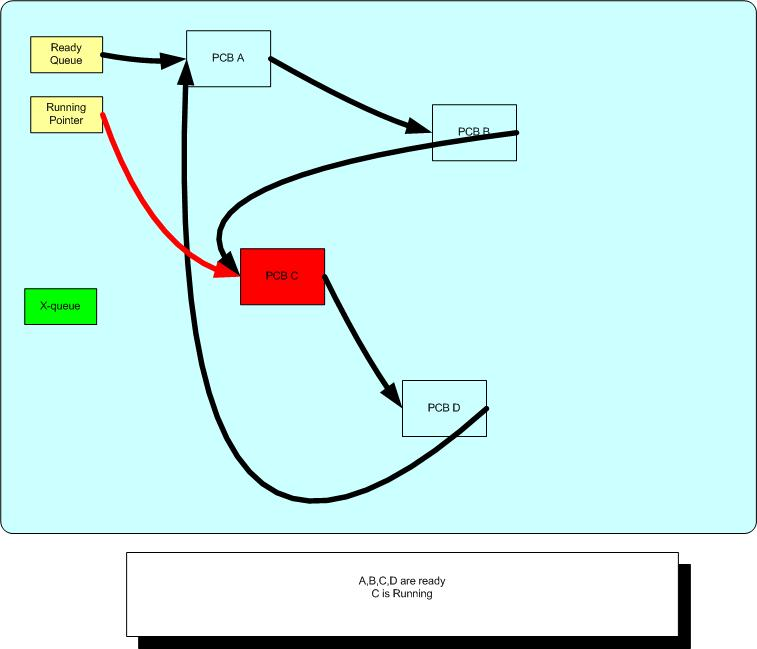 Ready
Queue
PCB A
Running
Pointer
PCB B
PCB C
X-queue
PCB D
A,B,C,D are ready
C is Running